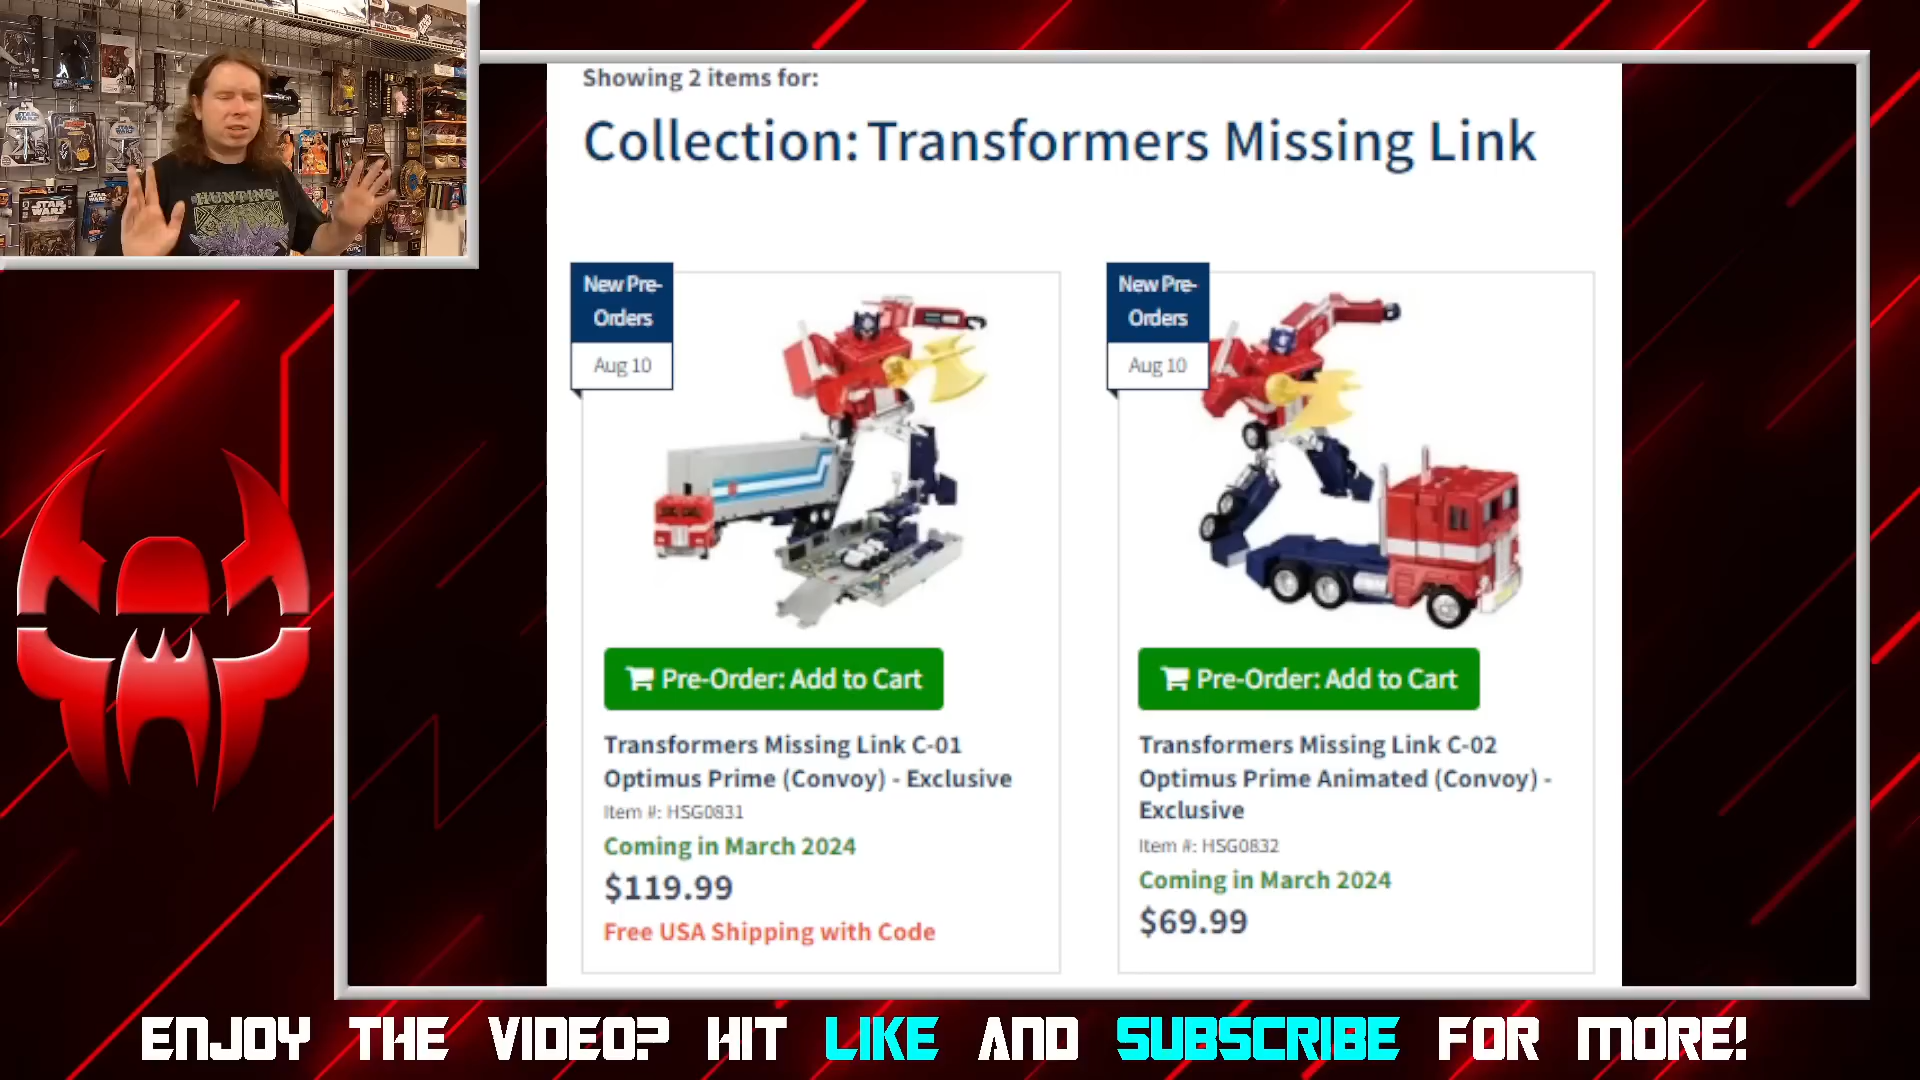 STAR
WARS
HUNTING
Showing 2 items for:
Collection: Transformers Missing Link
New Pre-
Orders
Aug 10
Pre-Order: Add to Cart
Transformers Missing Link C-01
Optimus Prime (Convoy) - Exclusive
Item #: HSG0831
Coming in March 2024
$119.99
Free USA Shipping with Code
New Pre-
Orders
Aug 10
Pre-Order: Add to Cart
Transformers Missing Link C-02
Optimus Prime Animated (Convoy) -
Exclusive
Item #: HSG0832
Coming in March 2024
$69.99
ENJOY THE VIDEO? HIT LIKE AND SUBSCRIBE FOR MORE!